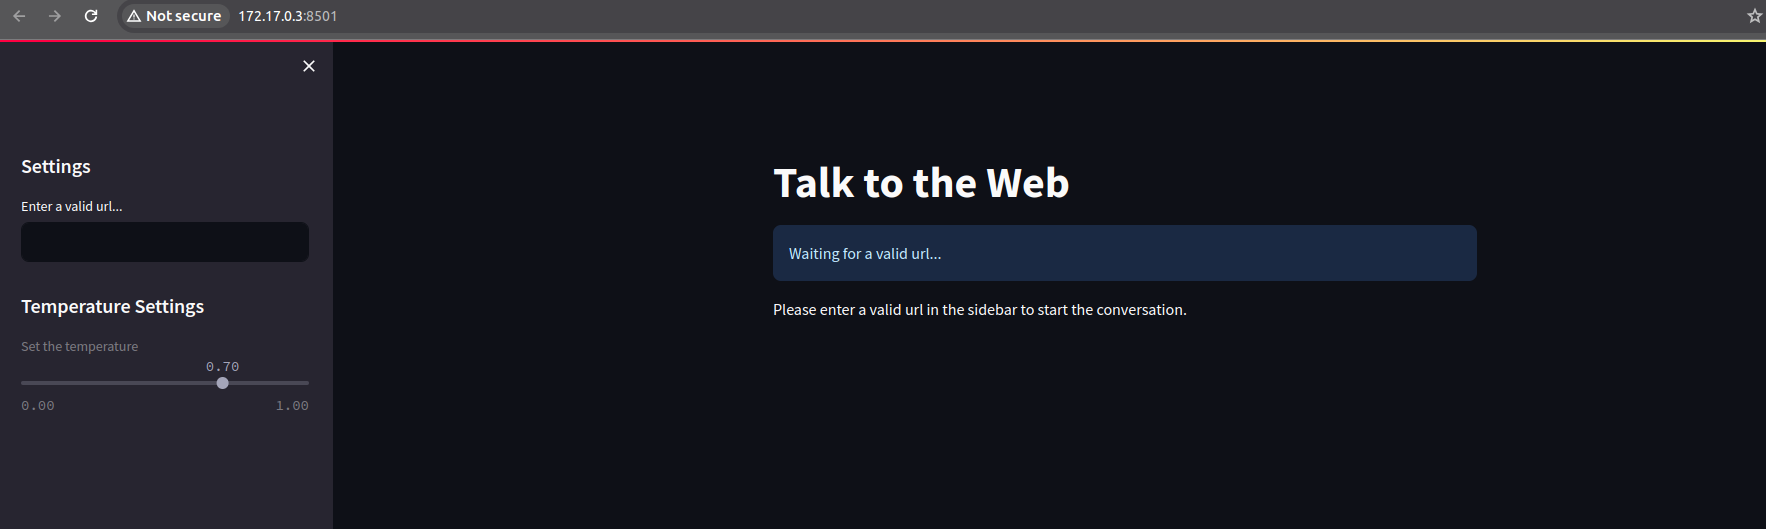 Not secure 172.17.0.3:8501
Settings
Enter a valid url...
Temperature Settings
Set the temperature
0.70
0.00 1.00
Talk to the Web
Waiting for a valid url...
Please enter a valid url in the sidebar to start the conversation.